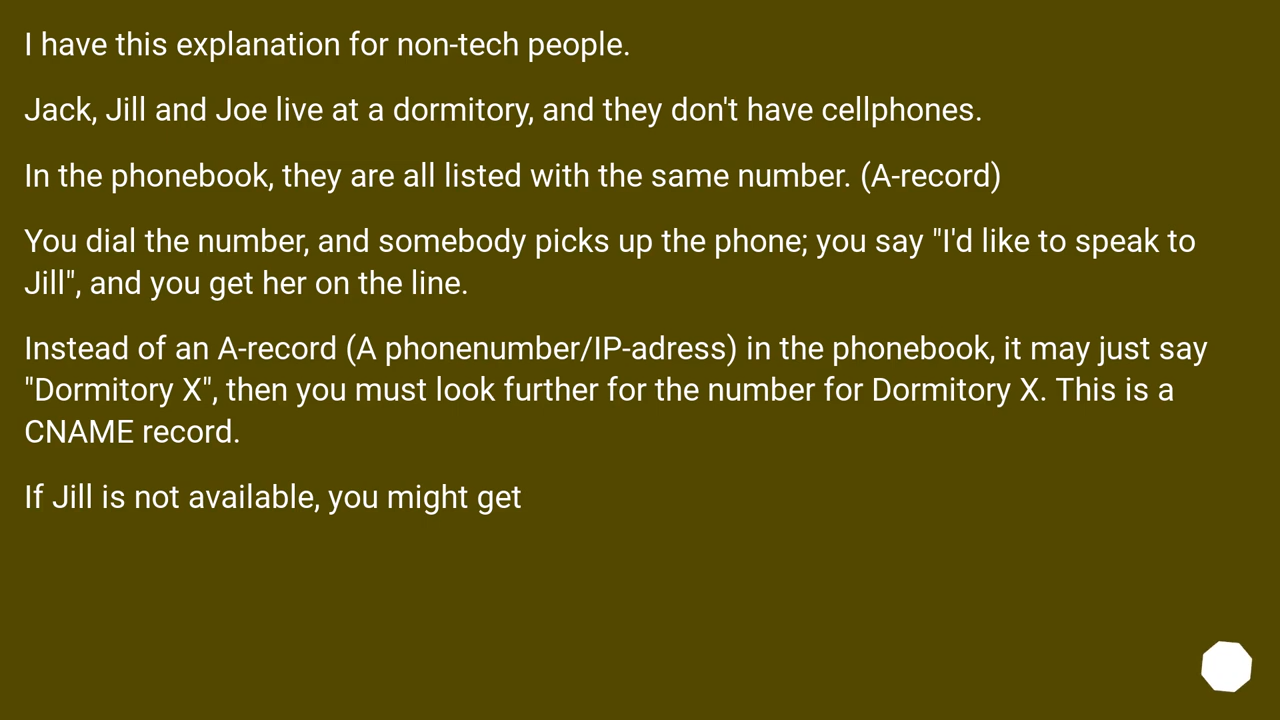 I have this explanation for non-tech people.
Jack, Jill and Joe live at a dormitory, and they don't have cellphones.
In the phonebook, they are all listed with the same number. (A-record)
You dial the number, and somebody picks up the phone; you say "I'd like to speak to
Jill", and you get her on the line.
Instead of an A-record (A phonenumber/IP-adress) in the phonebook, it may just say
"Dormitory X", then you must look further for the number for Dormitory X. This is a
CNAME record.
If Jill is not available, you might get